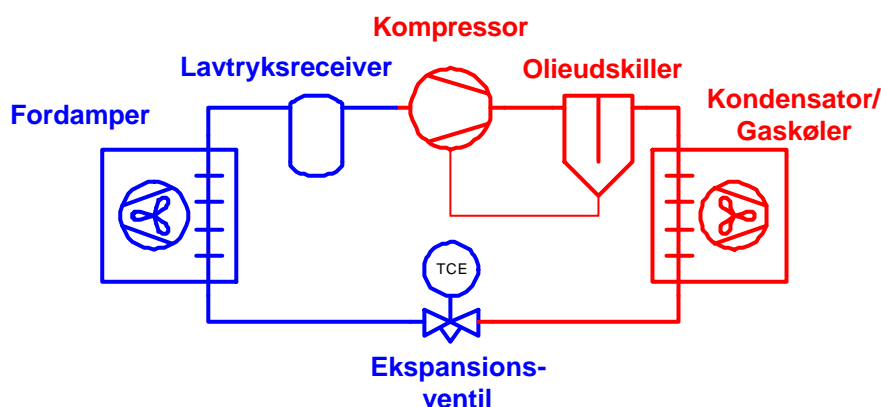 Kompressor
Lavtryksreceiver
Olieudskiller
Fordamper
Kondensator/
Gaskøler
TCE
Ekspansions-
ventil